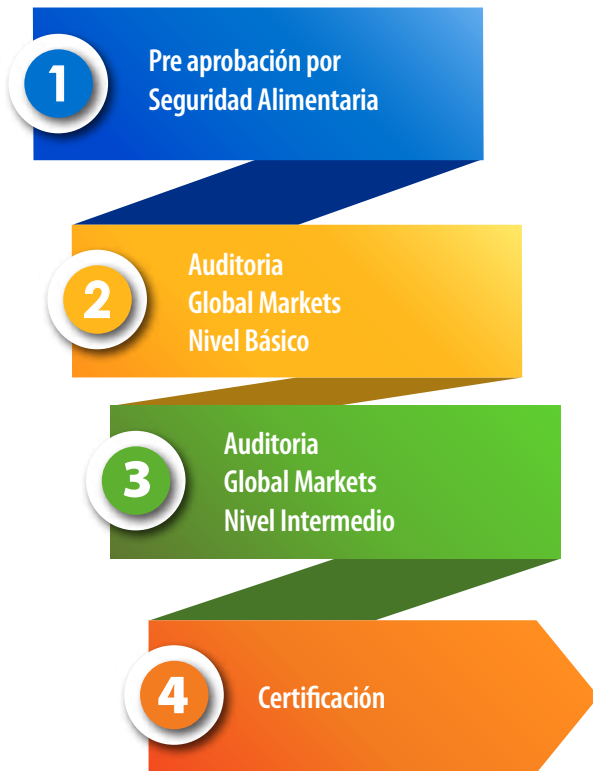 1
Pre aprobación por
Seguridad Alimentaria
2
Auditoria
Global Markets
Nivel Básico
3
Auditoria
Global Markets
Nivel Intermedio
4
Certificación